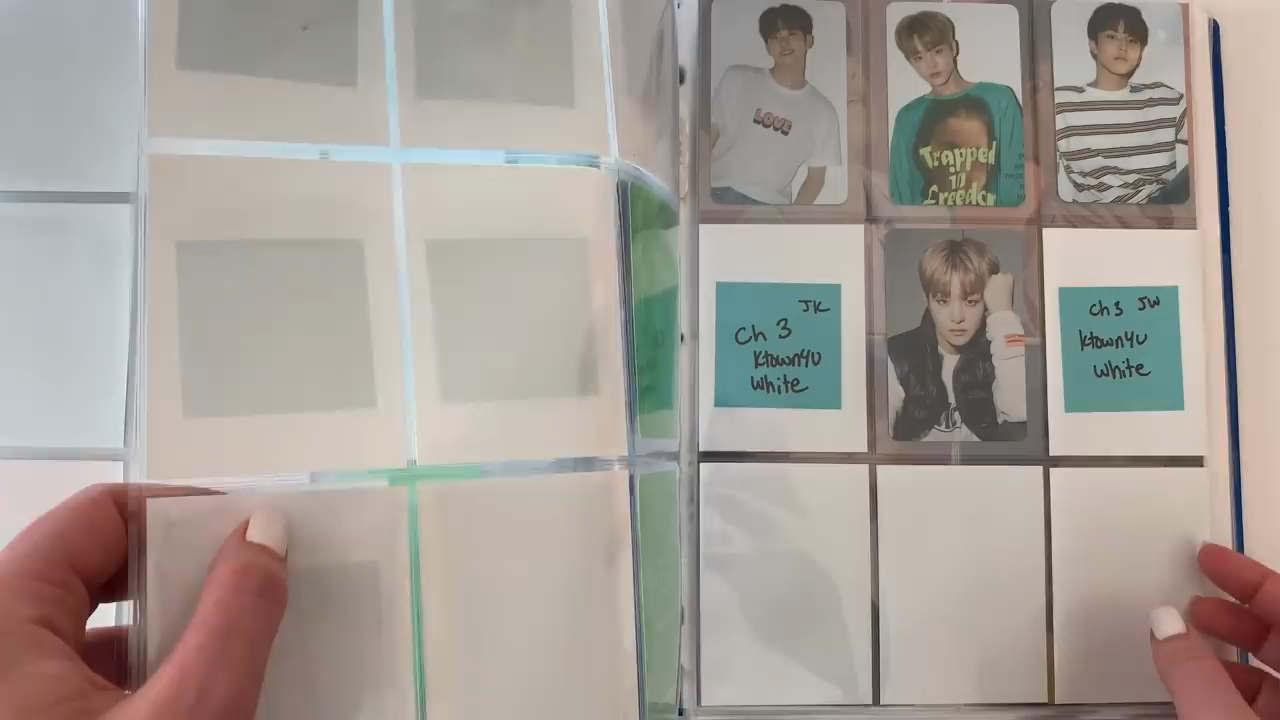 LOVE
Trapped
in
freedom
JK
Ch 3
Ktown4U
White
Ch 3 JW
Ktown4U
White